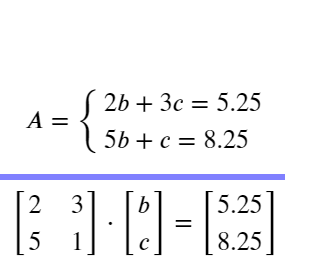 A = { 2b + 3c = 5.25
5b + c = 8.25
[2 3] · [b] = [5.25]
[5 1] [c] [8.25]